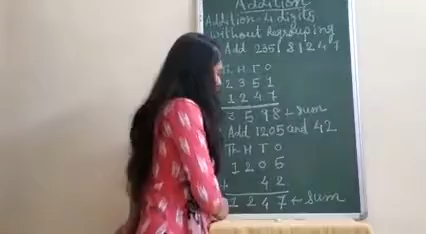 Addition
Addition-4 digits
without regrouping
Add 2351 & 1247
Th H T O
2 3 5 1
1 2 4 7
3 5 9 8 ← Sum
Add 1205 and 42
Th H T O
1 2 0 5
+ 4 2
1 2 4 7 ← Sum